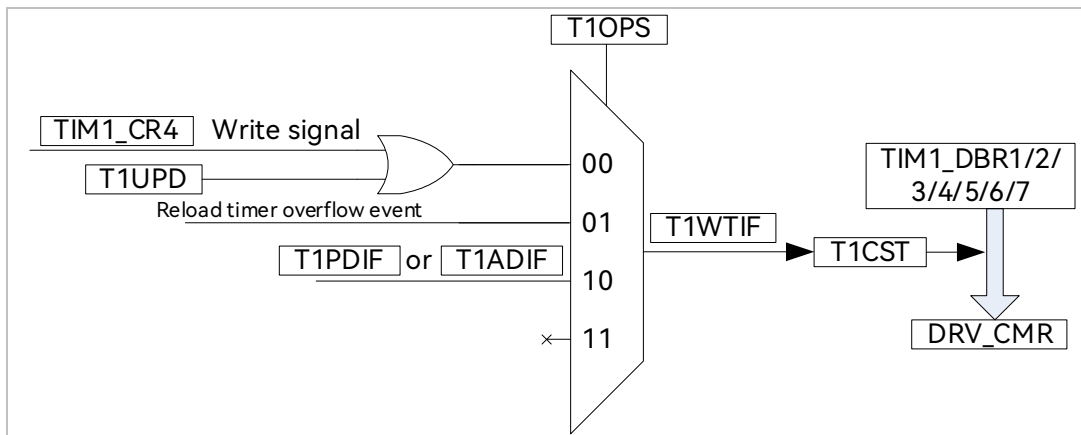 T1OPS
TIM1_CR4 Write signal
00
T1UPD
TIM1_DBR1/2/
3/4/5/6/7
Reload timer overflow event
01
T1WTIF
T1CST
T1PDIF or T1ADIF
10
11
DRV_CMR